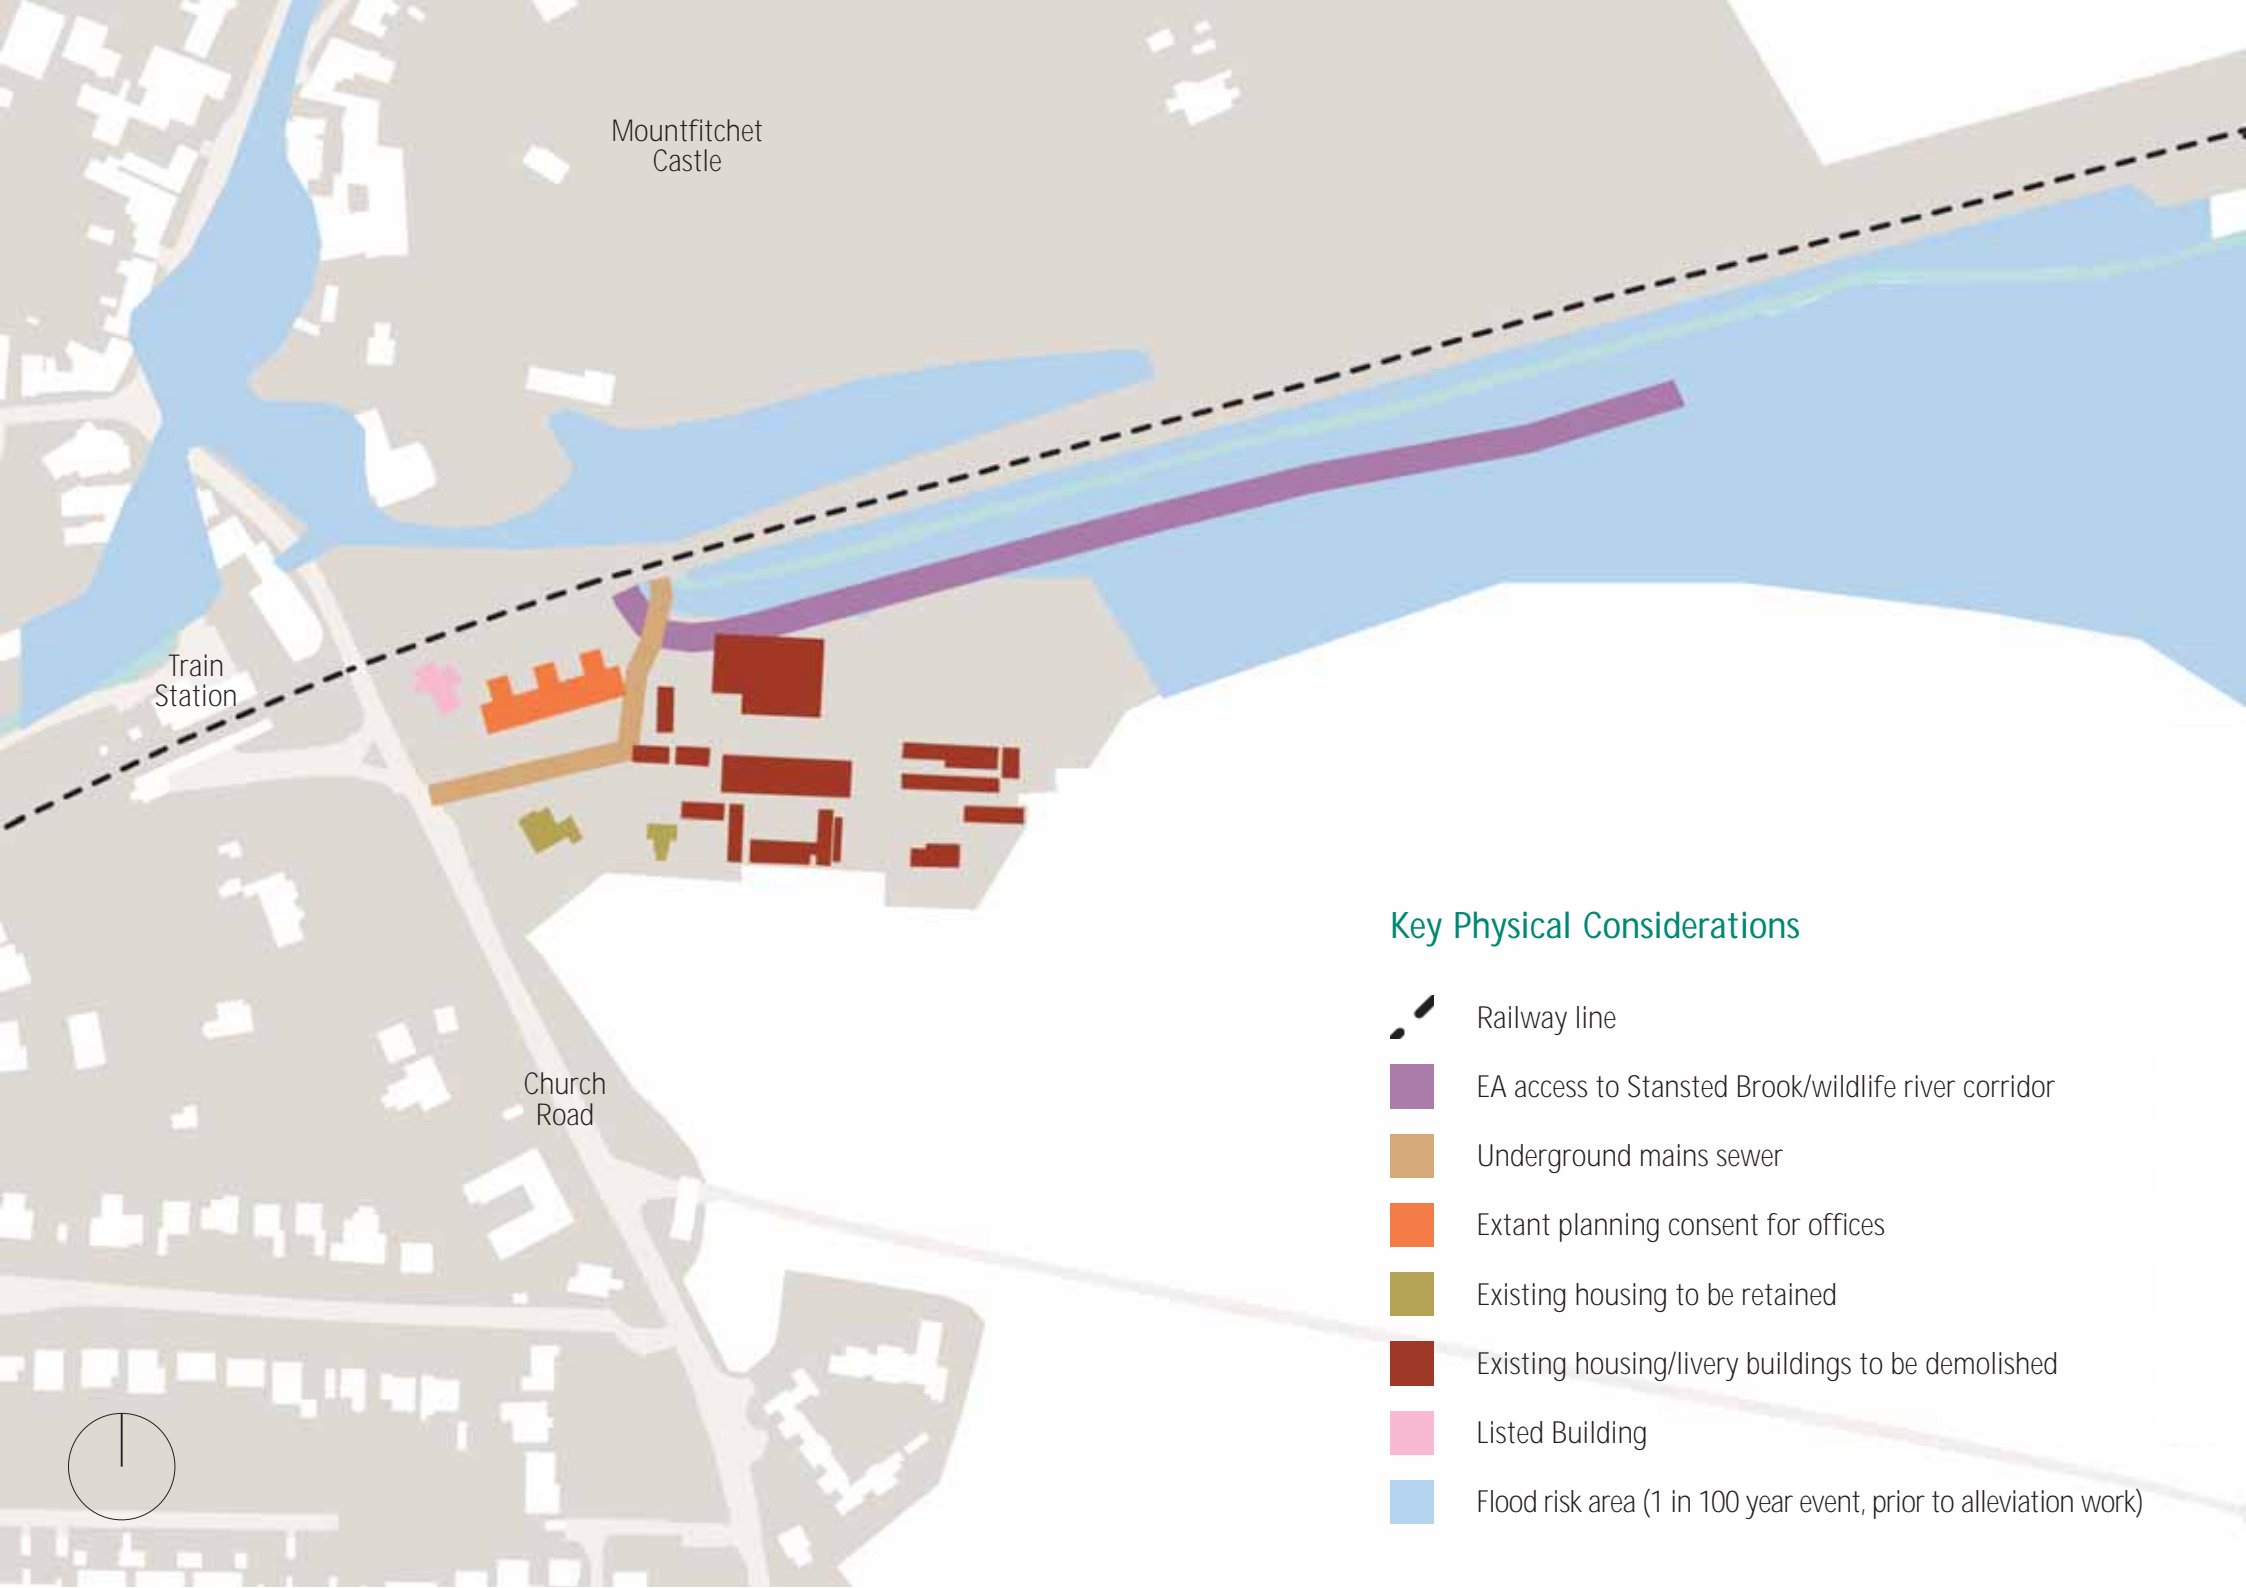 Mountfitchet
Castle
Train
Station
Church
Road
Key Physical Considerations
Railway line
EA access to Stansted Brook/wildlife river corridor
Underground mains sewer
Extant planning consent for offices
Existing housing to be retained
Existing housing/livery buildings to be demolished
Listed Building
Flood risk area (1 in 100 year event, prior to alleviation work)